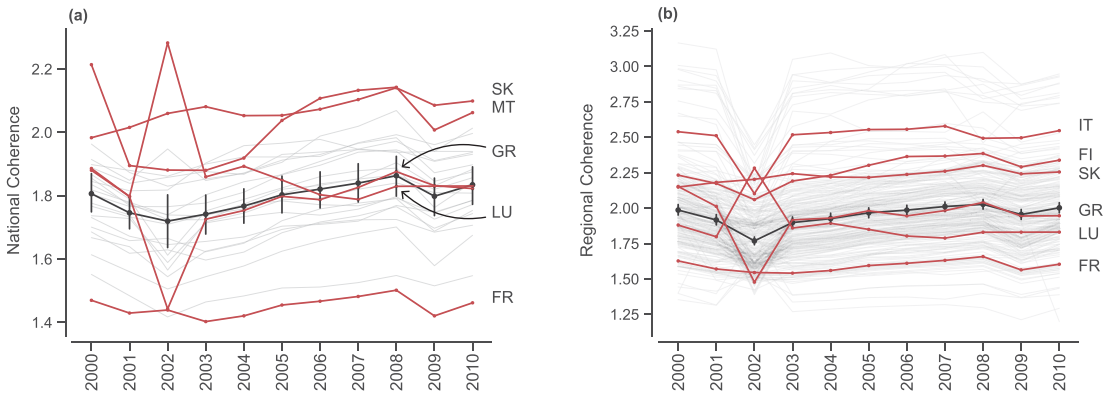 (a)
National Coherence
2.2
2.0
1.8
1.6
1.4
SK
MT
GR
LU
FR
2000 2001 2002 2003 2004 2005 2006 2007 2008 2009 2010
(b)
Regional Coherence
3.25
3.00
2.75
2.50
2.25
2.00
1.75
1.50
1.25
IT
FI
SK
GR
LU
FR
2000 2001 2002 2003 2004 2005 2006 2007 2008 2009 2010